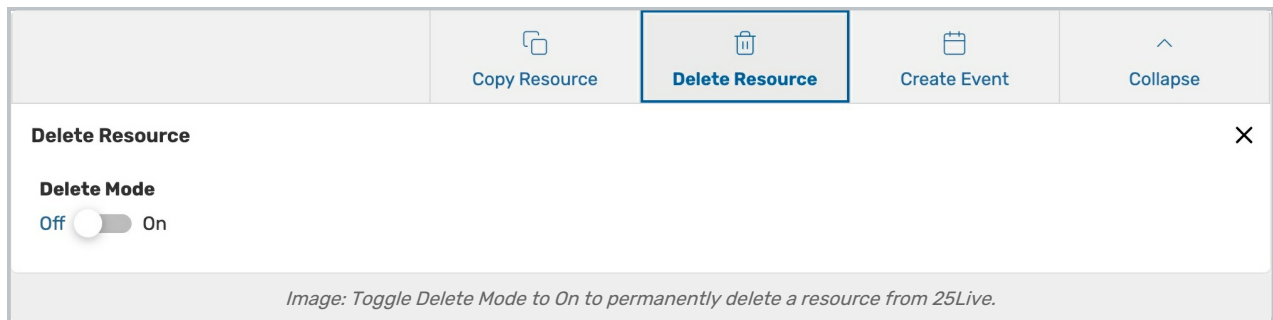 Copy Resource
Delete Resource
Create Event
Collapse
Delete Resource
Delete Mode
Off On
Image: Toggle Delete Mode to On to permanently delete a resource from 25Live.